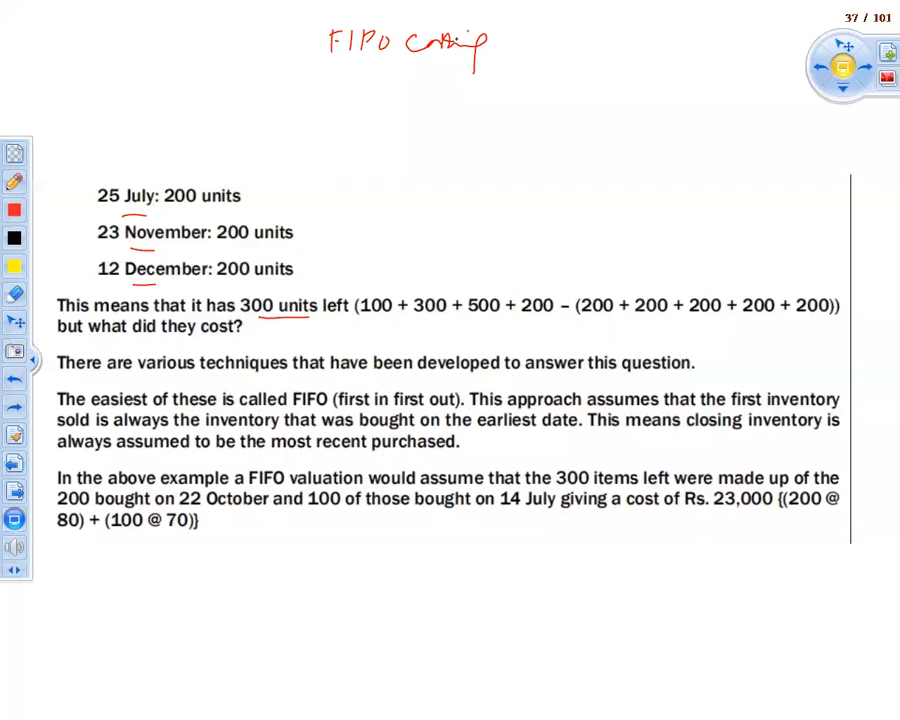 37 / 101
FIFO Costing
25 July: 200 units
23 November: 200 units
12 December: 200 units
This means that it has 300 units left (100 + 300 + 500 + 200 – (200 + 200 + 200 + 200 + 200))
but what did they cost?
There are various techniques that have been developed to answer this question.
The easiest of these is called FIFO (first in first out). This approach assumes that the first inventory
sold is always the inventory that was bought on the earliest date. This means closing inventory is
always assumed to be the most recent purchased.
In the above example a FIFO valuation would assume that the 300 items left were made up of the
200 bought on 22 October and 100 of those bought on 14 July giving a cost of Rs. 23,000 {(200 @
80) + (100 @ 70)}